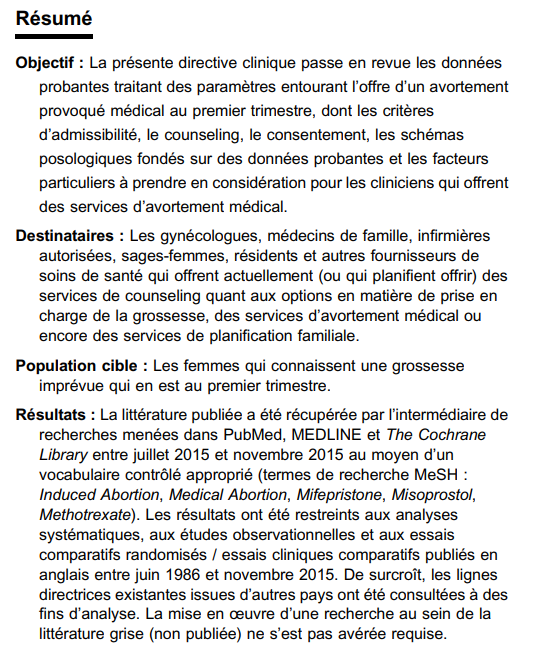 Résumé
Objectif : La présente directive clinique passe en revue les données
probantes traitant des paramètres entourant l'offre d'un avortement
provoqué médical au premier trimestre, dont les critères
d'admissibilité, le counseling, le consentement, les schémas
posologiques fondés sur des données probantes et les facteurs
particuliers à prendre en considération pour les cliniciens qui offrent
des services d'avortement médical.
Destinataires : Les gynécologues, médecins de famille, infirmières
autorisées, sages-femmes, résidents et autres fournisseurs de
soins de santé qui offrent actuellement (ou qui planifient offrir) des
services de counseling quant aux options en matière de prise en
charge de la grossesse, des services d'avortement médical ou
encore des services de planification familiale.
Population cible : Les femmes qui connaissent une grossesse
imprévue qui en est au premier trimestre.
Résultats : La littérature publiée a été récupérée par l'intermédiaire de
recherches menées dans PubMed, MEDLINE et The Cochrane
Library entre juillet 2015 et novembre 2015 au moyen d'un
vocabulaire contrôlé approprié (termes de recherche MeSH :
Induced Abortion, Medical Abortion, Mifepristone, Misoprostol,
Methotrexate). Les résultats ont été restreints aux analyses
systématiques, aux études observationnelles et aux essais
comparatifs randomisés / essais cliniques comparatifs publiés en
anglais entre juin 1986 et novembre 2015. De surcroît, les lignes
directrices existantes issues d'autres pays ont été consultées à des
fins d'analyse. La mise en œuvre d'une recherche au sein de la
littérature grise (non publiée) ne s'est pas avérée requise.